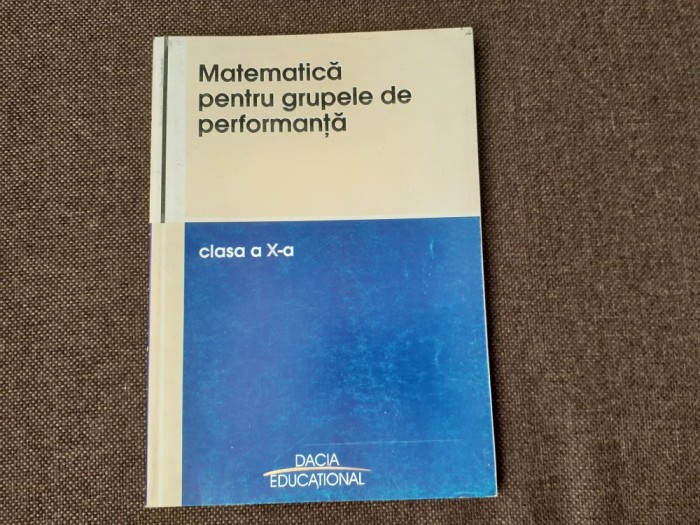 Matematică
pentru grupele de
performanță
clasa a X-a
DACIA
EDUCAȚIONAL